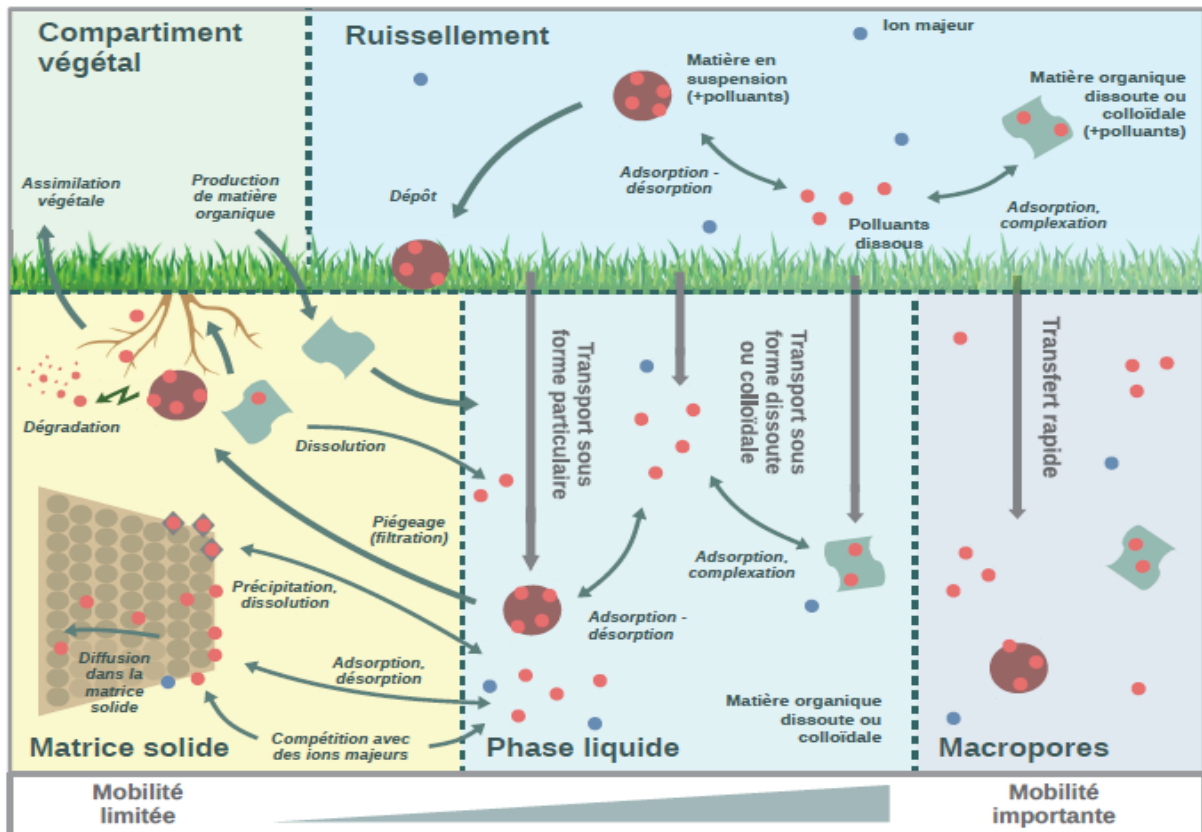 Compartiment
végétal
Ruissellement
Ion majeur
Matière en
suspension
(+polluants)
Matière organique
dissoute ou
colloïdale
(+polluants)
Assimilation
végétale
Production
de matière
organique
Dépôt
Adsorption -
désorption
Polluants
dissous
Adsorption,
complexation
Dégradation
Dissolution
Transport sous
forme particulaire
Transport sous
forme dissoute
ou colloïdale
Transfert rapide
Piégeage
(filtration)
Précipitation,
dissolution
Adsorption,
complexation
Adsorption -
désorption
Diffusion
dans la
matrice
solide
Adsorption,
désorption
Compétition avec
des ions majeurs
Matière organique
dissoute ou
colloïdale
Matrice solide
Phase liquide
Macropores
Mobilité
limitée
Mobilité
importante